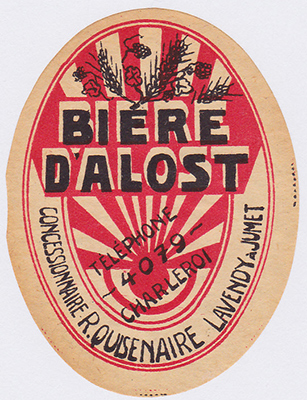 BIÈRE
D'ALOST
TÉLÉPHONE
- 4079 -
CHARLEROI
CONCESSIONNAIRE · R. QUISENAIRE · LAVENDY à JUMET